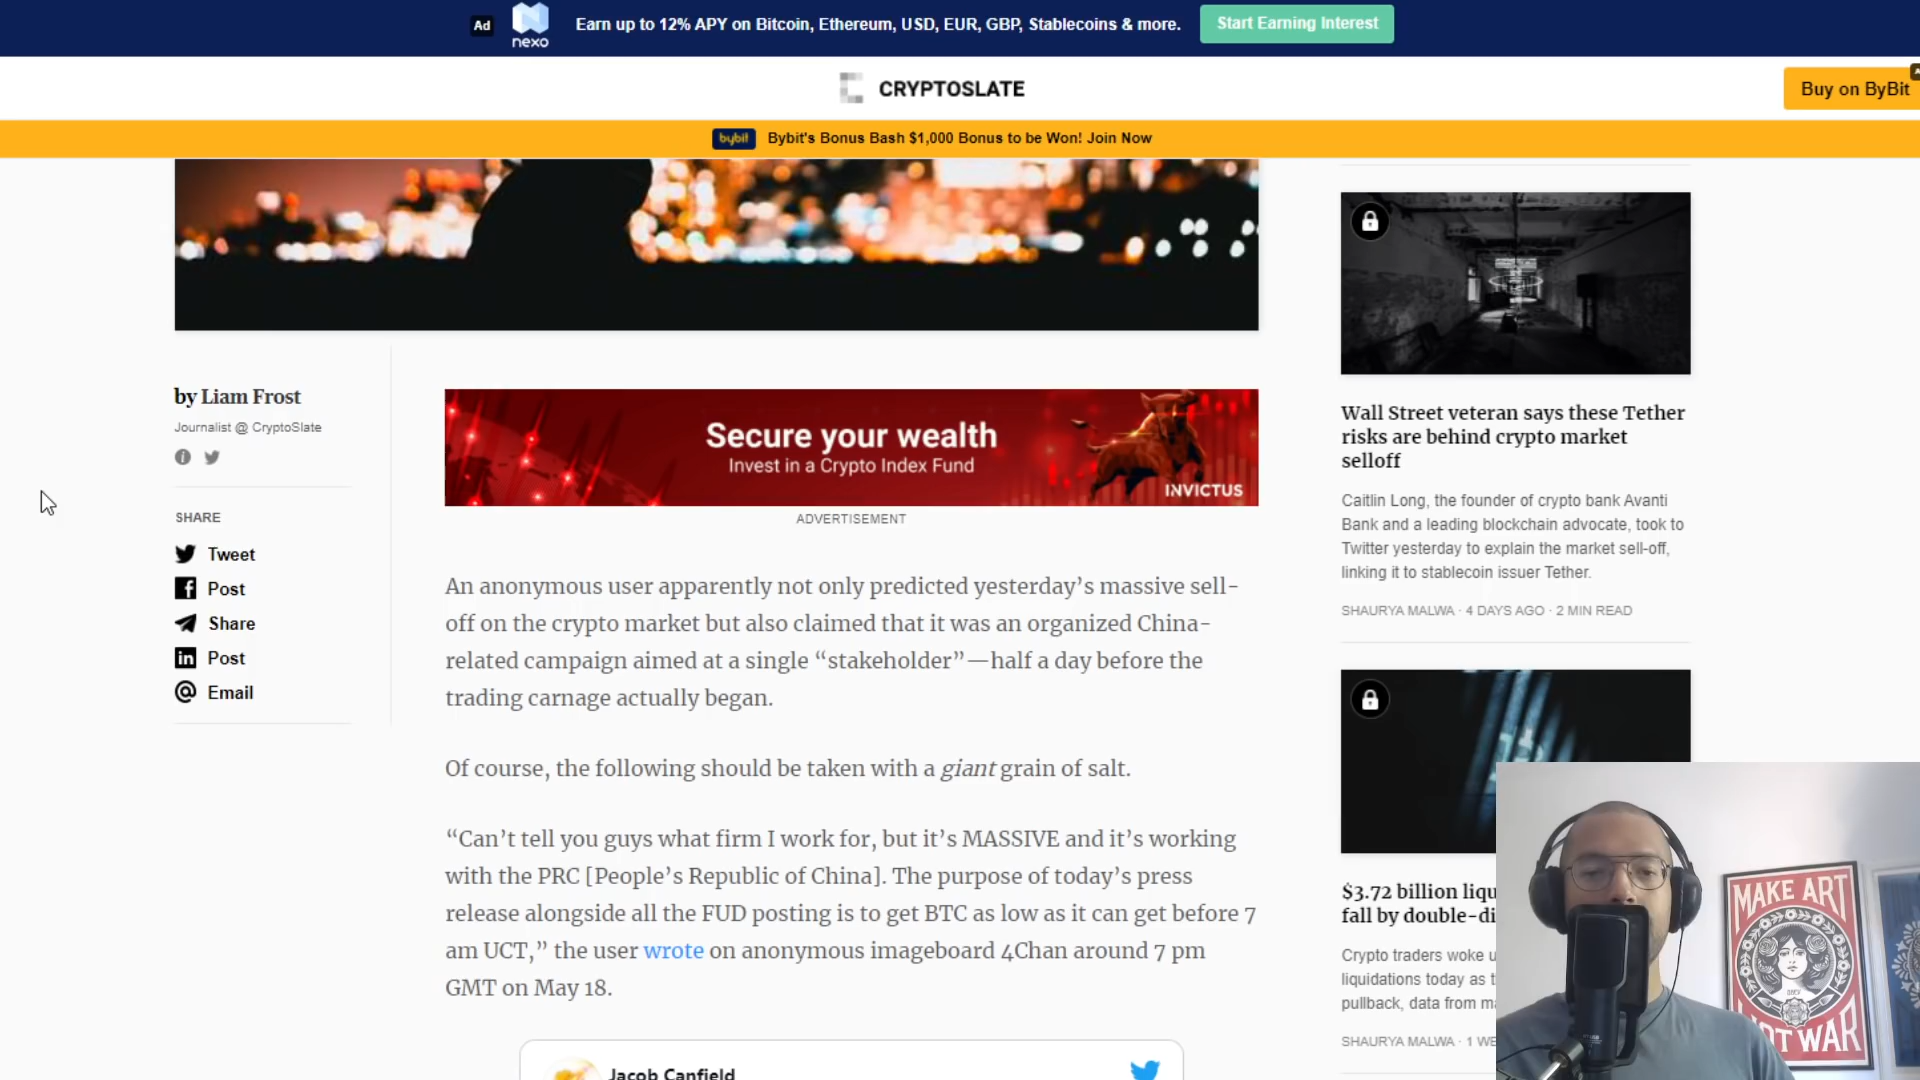 Ad
nexo
Earn up to 12% APY on Bitcoin, Ethereum, USD, EUR, GBP, Stablecoins & more.
Start Earning Interest
CRYPTOSLATE
Buy on ByBit
bybit
Bybit's Bonus Bash $1,000 Bonus to be Won! Join Now
by Liam Frost
Journalist @ CryptoSlate
SHARE
Tweet
Post
Share
Post
Email
Secure your wealth
Invest in a Crypto Index Fund
INVICTUS
ADVERTISEMENT
An anonymous user apparently not only predicted yesterday’s massive sell-
off on the crypto market but also claimed that it was an organized China-
related campaign aimed at a single “stakeholder”—half a day before the
trading carnage actually began.
Of course, the following should be taken with a giant grain of salt.
“Can’t tell you guys what firm I work for, but it’s MASSIVE and it’s working
with the PRC [People’s Republic of China]. The purpose of today’s press
release alongside all the FUD posting is to get BTC as low as it can get before 7
am UCT,” the user wrote on anonymous imageboard 4Chan around 7 pm
GMT on May 18.
Jacob Canfield
Wall Street veteran says these Tether
risks are behind crypto market
selloff
Caitlin Long, the founder of crypto bank Avanti
Bank and a leading blockchain advocate, took to
Twitter yesterday to explain the market sell-off,
linking it to stablecoin issuer Tether.
SHAURYA MALWA · 4 DAYS AGO · 2 MIN READ
$3.72 billion liqu
fall by double-di
Crypto traders woke u
liquidations today as t
pullback, data from ma
SHAURYA MALWA · 1 WE
MAKE ART
OT WAR